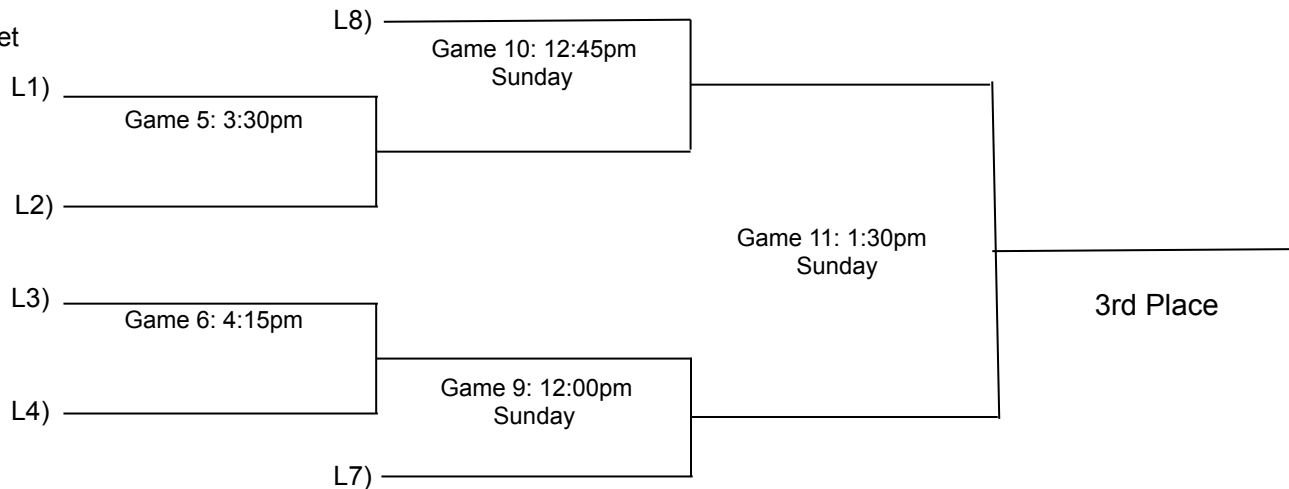 L8)
et
Game 10: 12:45pm
Sunday
L1)
Game 5: 3:30pm
L2)
Game 11: 1:30pm
Sunday
L3)
3rd Place
Game 6: 4:15pm
Game 9: 12:00pm
Sunday
L4)
L7)